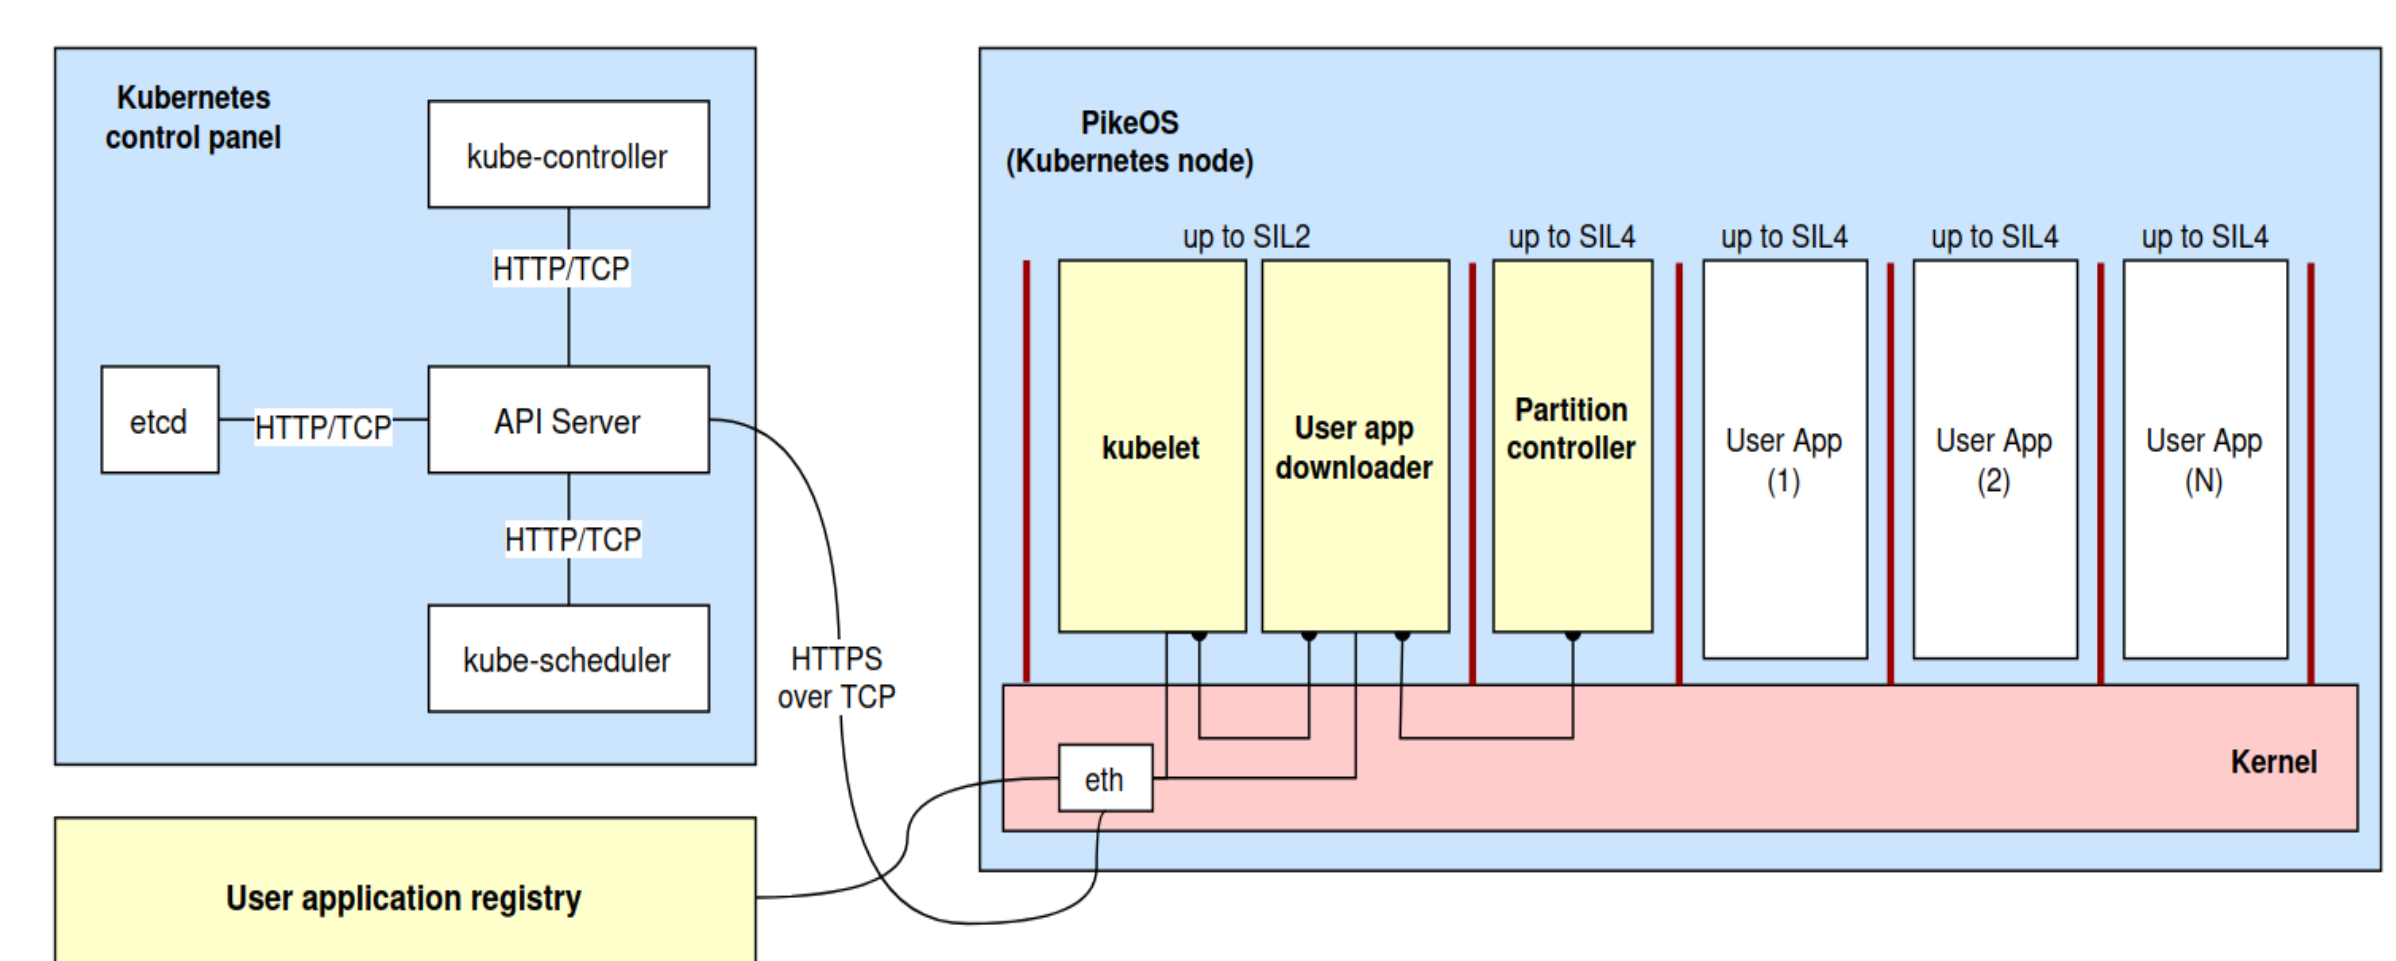 Kubernetes
control panel
kube-controller
HTTP/TCP
etcd
HTTP/TCP
API Server
HTTP/TCP
kube-scheduler
HTTPS
over TCP
User application registry
PikeOS
(Kubernetes node)
up to SIL2
up to SIL4
up to SIL4
up to SIL4
up to SIL4
kubelet
User app
downloader
Partition
controller
User App
(1)
User App
(2)
User App
(N)
eth
Kernel